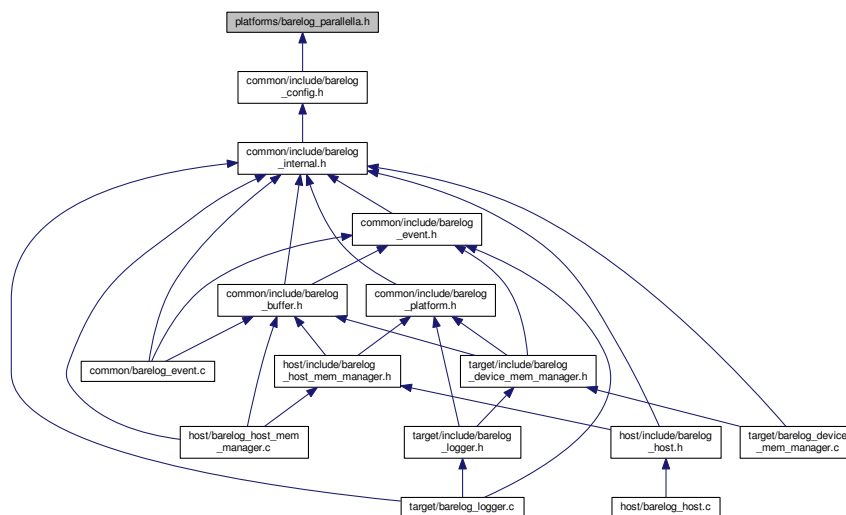 platforms/barelog_parallella.h
common/include/barelog
_config.h
common/include/barelog
_internal.h
common/include/barelog
_event.h
common/include/barelog
_buffer.h
common/include/barelog
_platform.h
common/barelog_event.c
host/include/barelog
_host_mem_manager.h
target/include/barelog
_device_mem_manager.h
host/barelog_host_mem
_manager.c
target/include/barelog
_logger.h
host/include/barelog
_host.h
target/barelog_device
_mem_manager.c
target/barelog_logger.c
host/barelog_host.c